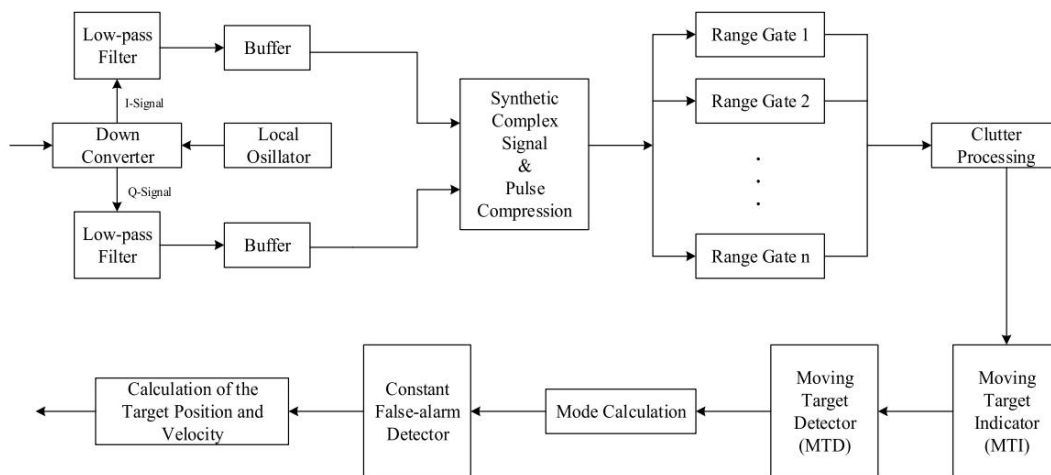 Low-pass
Filter
Buffer
I-Signal
Down
Converter
Local
Osillator
Q-Signal
Low-pass
Filter
Buffer
Synthetic
Complex
Signal
&
Pulse
Compression
Range Gate 1
Range Gate 2
Range Gate n
Clutter
Processing
Moving
Target
Indicator
(MTI)
Moving
Target
Detector
(MTD)
Mode Calculation
Constant
False-alarm
Detector
Calculation of the
Target Position and
Velocity